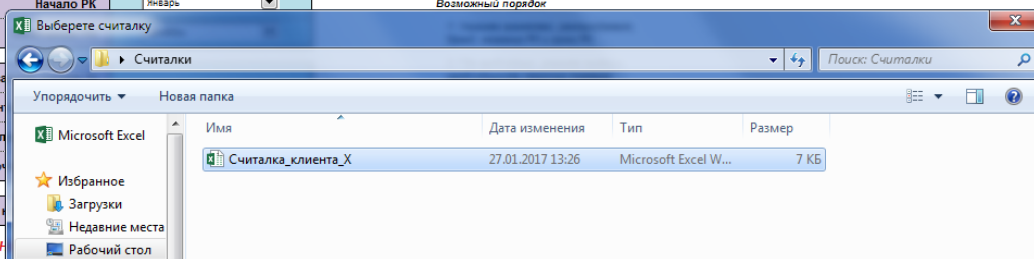 Начало РК Январь Возможный порядок
Выберете считалку
Считалки Поиск: Считалки
Упорядочить Новая папка
Microsoft Excel
Имя Дата изменения Тип Размер
Считалка_клиента_X 27.01.2017 13:26 Microsoft Excel W... 7 КБ
Избранное
Загрузки
Недавние места
Рабочий стол